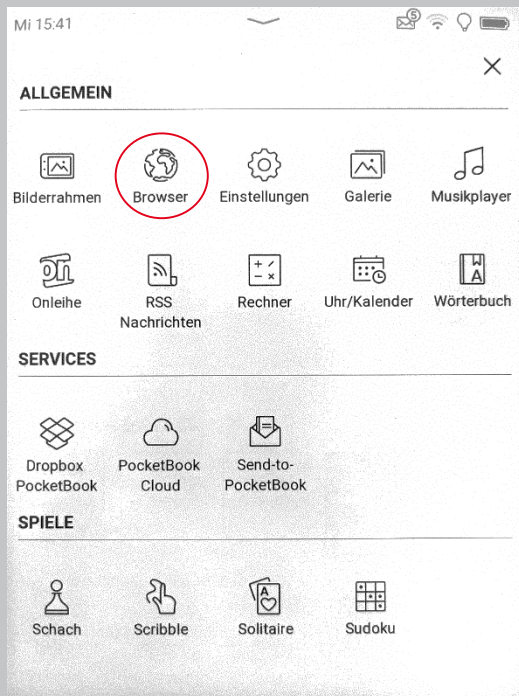 Mi 15:41
5
ALLGEMEIN
Bilderrahmen Browser Einstellungen Galerie Musikplayer
on
+ / - x
W A
Onleihe RSS Nachrichten Rechner Uhr/Kalender Wörterbuch
SERVICES
Dropbox PocketBook
PocketBook Cloud
Send-to-PocketBook
SPIELE
A
Schach Scribble Solitaire Sudoku